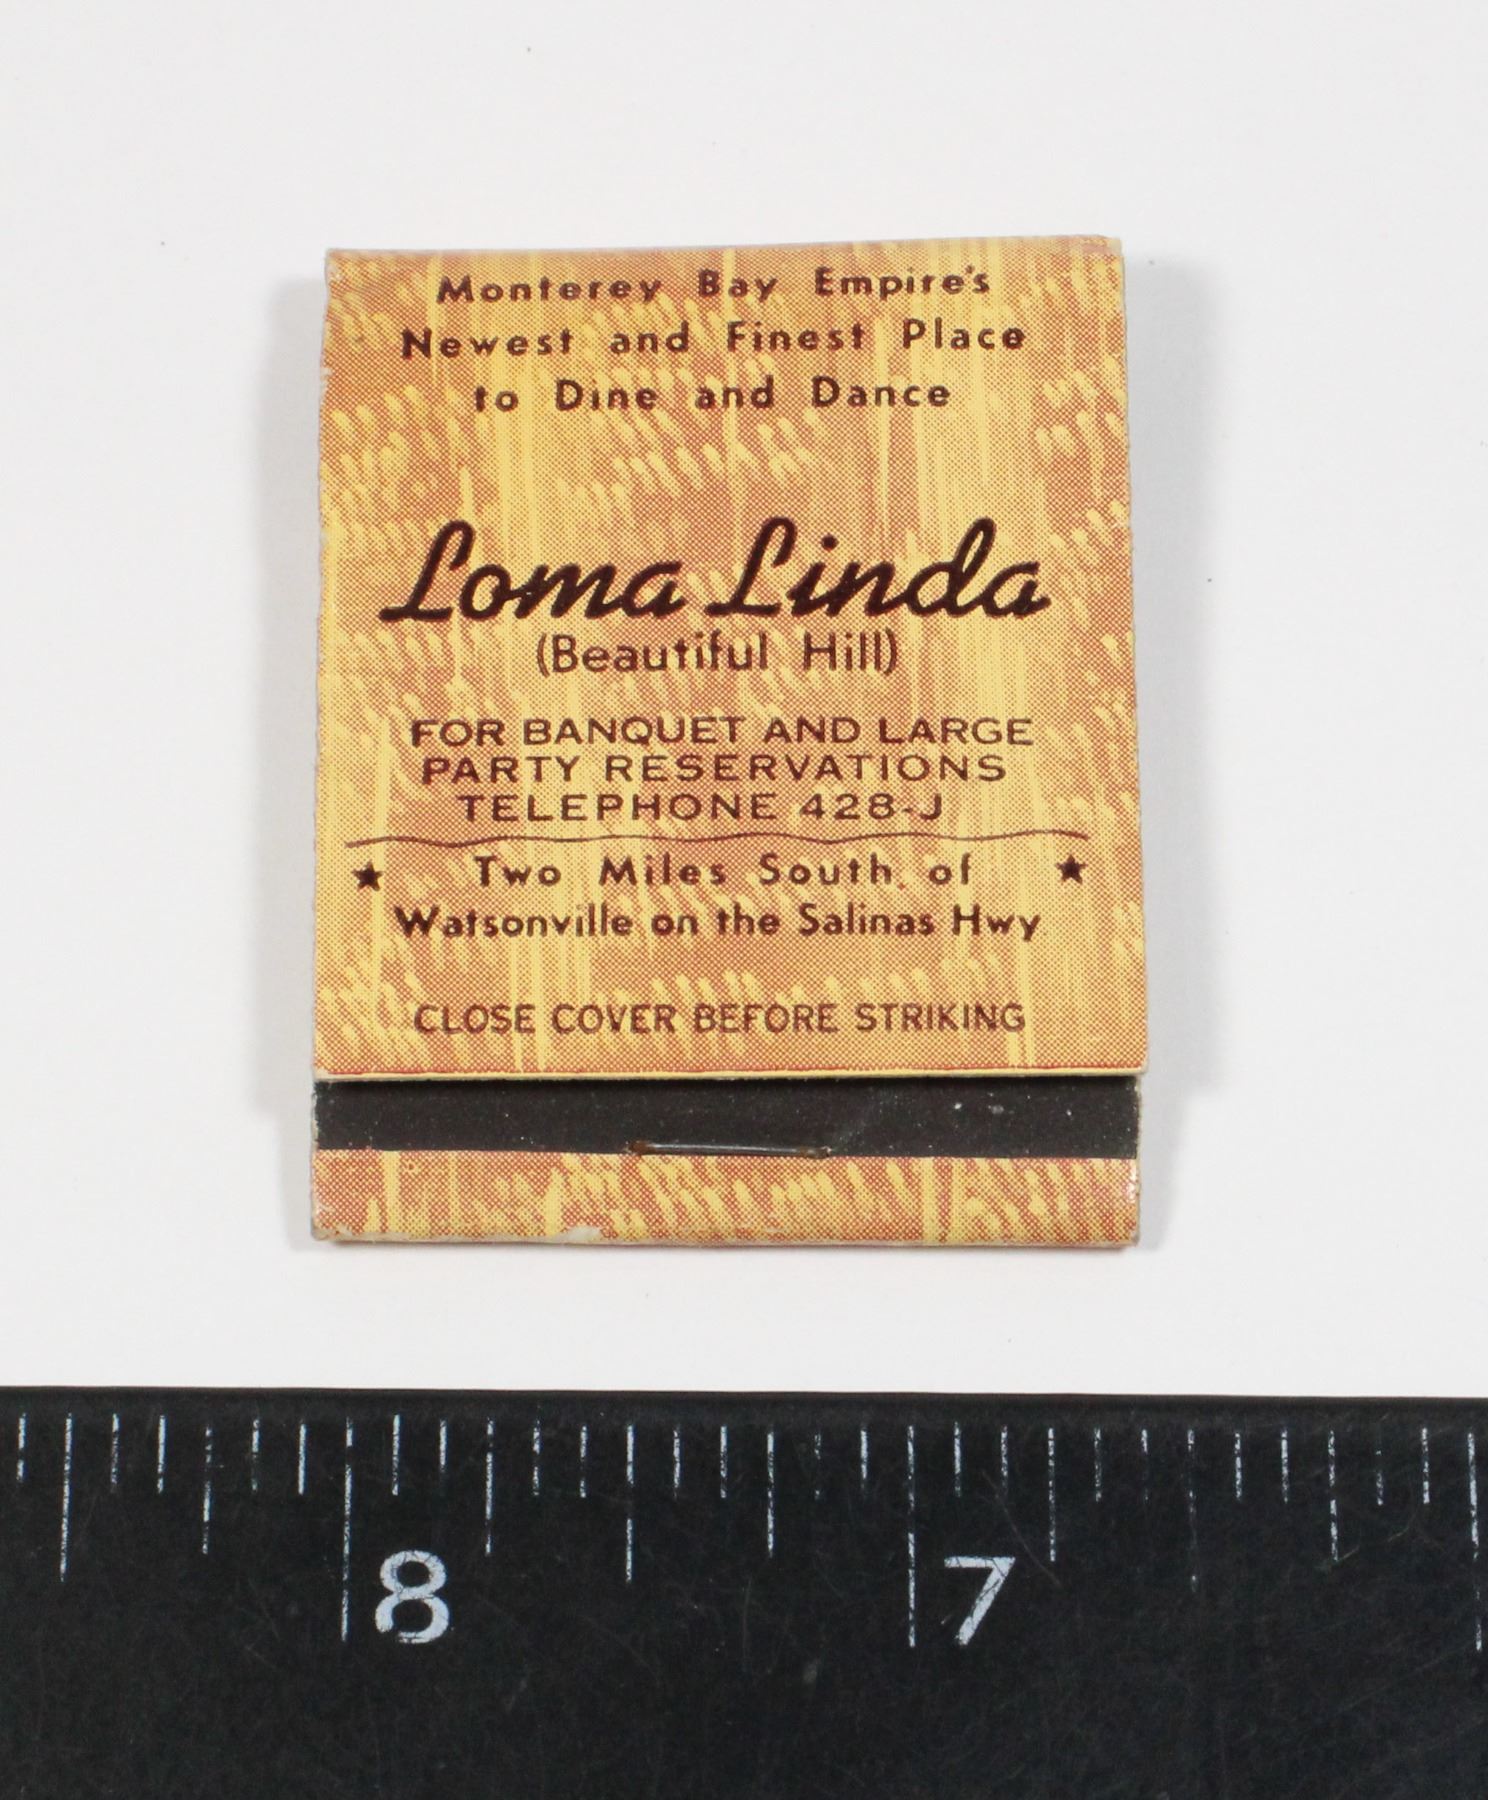 Monterey Bay Empire's
Newest and Finest Place
to Dine and Dance
Loma Linda
(Beautiful Hill)
FOR BANQUET AND LARGE
PARTY RESERVATIONS
TELEPHONE 428-J
★ Two Miles South of ★
Watsonville on the Salinas Hwy
CLOSE COVER BEFORE STRIKING
8 7